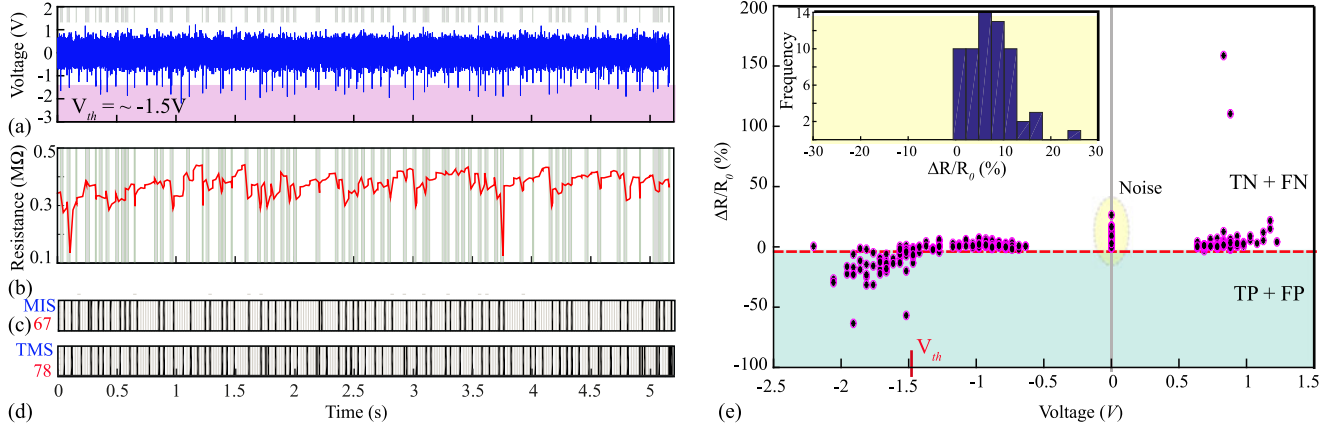 2
1
0
-1
-2
-3
Voltage (V)
V_th = ~ -1.5V
(a)
0.5
0.3
0.1
Resistance (MΩ)
(b)
MIS
67
(c)
TMS
78
0 0.5 1 1.5 2 2.5 3 3.5 4 4.5 5
Time (s)
(d)
200
150
100
50
0
-50
-100
ΔR/R_0 (%)
14
10
6
2
Frequency
-30 -20 -10 0 10 20 30
ΔR/R_0 (%)
Noise
TN + FN
TP + FP
V_th
-2.5 -2 -1.5 -1 -0.5 0 0.5 1 1.5
Voltage (V)
(e)